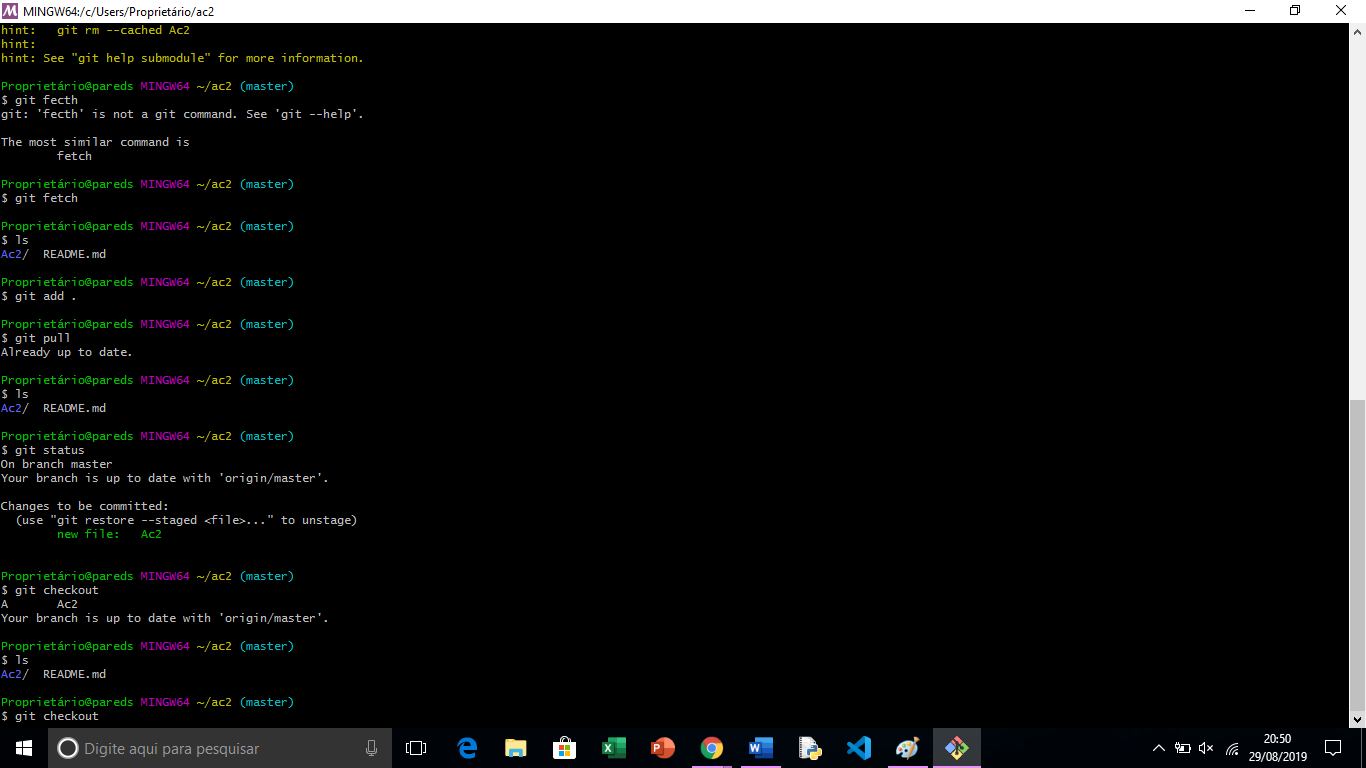 MINGW64:/c/Users/Proprietário/ac2
hint:   git rm --cached Ac2
hint:
hint: See "git help submodule" for more information.
Proprietário@pareds MINGW64 ~/ac2 (master)
$ git fecth
git: 'fecth' is not a git command. See 'git --help'.
The most similar command is
        fetch
Proprietário@pareds MINGW64 ~/ac2 (master)
$ git fetch
Proprietário@pareds MINGW64 ~/ac2 (master)
$ ls
Ac2/  README.md
Proprietário@pareds MINGW64 ~/ac2 (master)
$ git add .
Proprietário@pareds MINGW64 ~/ac2 (master)
$ git pull
Already up to date.
Proprietário@pareds MINGW64 ~/ac2 (master)
$ ls
Ac2/  README.md
Proprietário@pareds MINGW64 ~/ac2 (master)
$ git status
On branch master
Your branch is up to date with 'origin/master'.
Changes to be committed:
  (use "git restore --staged <file>..." to unstage)
        new file:   Ac2
Proprietário@pareds MINGW64 ~/ac2 (master)
$ git checkout
A       Ac2
Your branch is up to date with 'origin/master'.
Proprietário@pareds MINGW64 ~/ac2 (master)
$ ls
Ac2/  README.md
Proprietário@pareds MINGW64 ~/ac2 (master)
$ git checkout
Digite aqui para pesquisar
20:50
29/08/2019